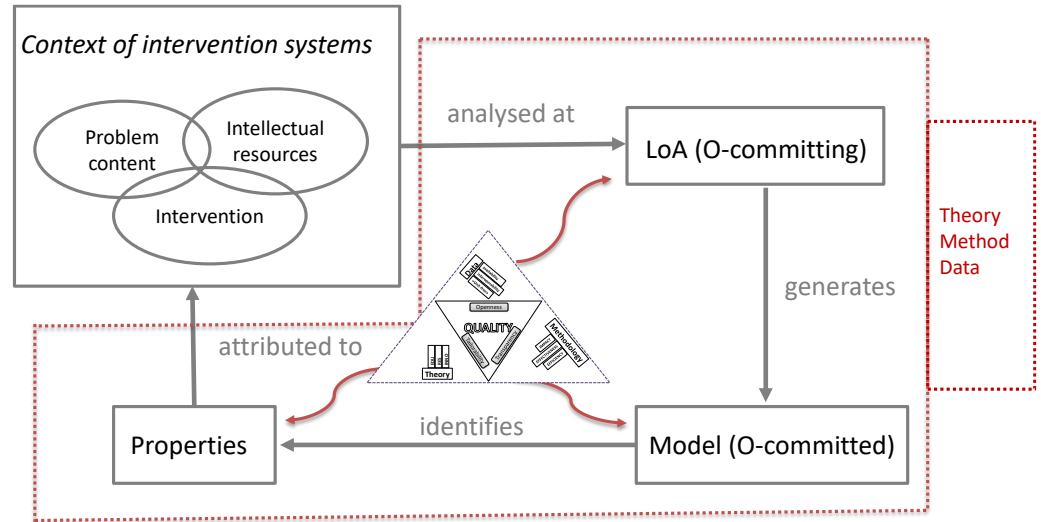 Context of intervention systems
Problem
content
Intellectual
resources
Intervention
analysed at
LoA (O-committing)
Theory
Method
Data
generates
Data
Openness
QUALITY
Methodology
Theory
attributed to
Properties
identifies
Model (O-committed)